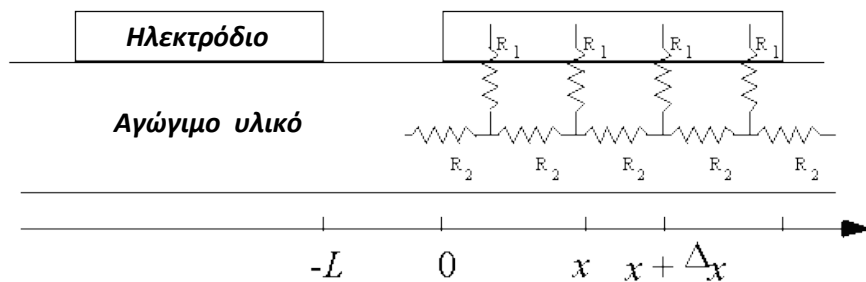 Ηλεκτρόδιο
R1 R1 R1 R1
Αγώγιμο υλικό
R2 R2 R2 R2 R2
-L 0 x x + Δx